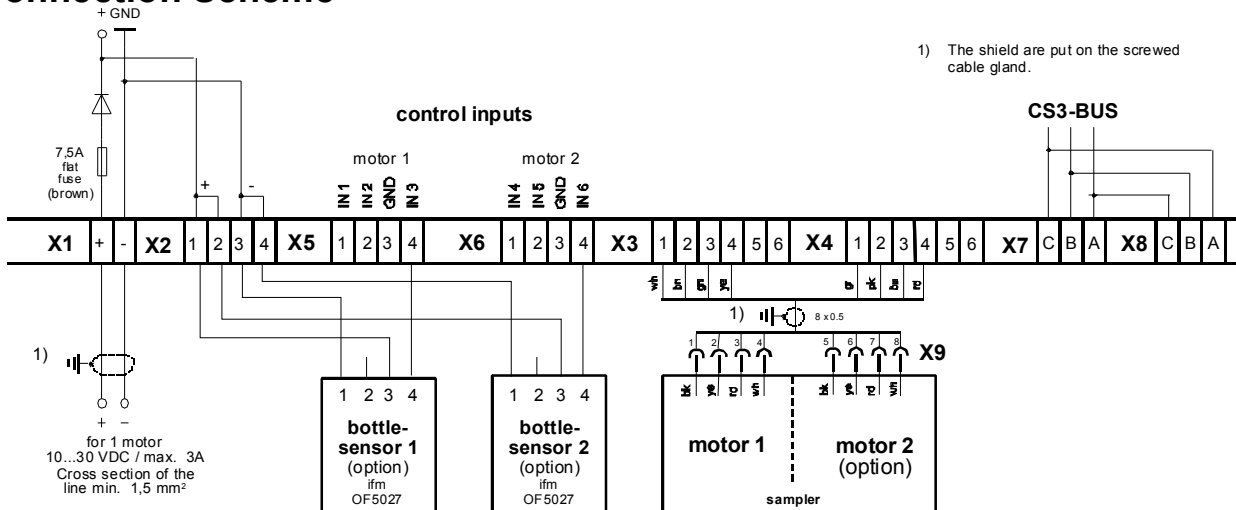 + GND
1) The shield are put on the screwed
cable gland.
CS3-BUS
control inputs
7,5A
flat
fuse
(brown)
motor 1
motor 2
+
-
IN 1
IN 2
GND
IN 3
IN 4
IN 5
GND
IN 6
X1 + - X2 1 2 3 4 X5 1 2 3 4 X6 1 2 3 4 X3 1 2 3 4 5 6 X4 1 2 3 4 5 6 X7 C B A X8 C B A
wh bn gn ye
gr pk rd
1) 8 x 0.5
1 2 3 4 5 6 7 8 X9
bk ye rd wh bk ye rd wh
1)
+ -
for 1 motor
10...30 VDC / max. 3A
Cross section of the
line min. 1,5 mm²
1 2 3 4
bottle-
sensor 1
(option)
ifm
OF5027
1 2 3 4
bottle-
sensor 2
(option)
ifm
OF5027
motor 1
motor 2
(option)
sampler